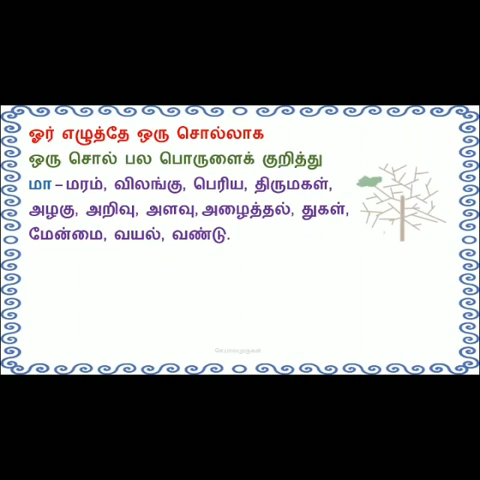 ஓர் எழுத்தே ஒரு சொல்லாக
ஒரு சொல் பல பொருளைக் குறித்து
மா – மரம், விலங்கு, பெரிய, திருமகள்,
அழகு, அறிவு, அளவு, அழைத்தல், துகள்,
மேன்மை, வயல், வண்டு.